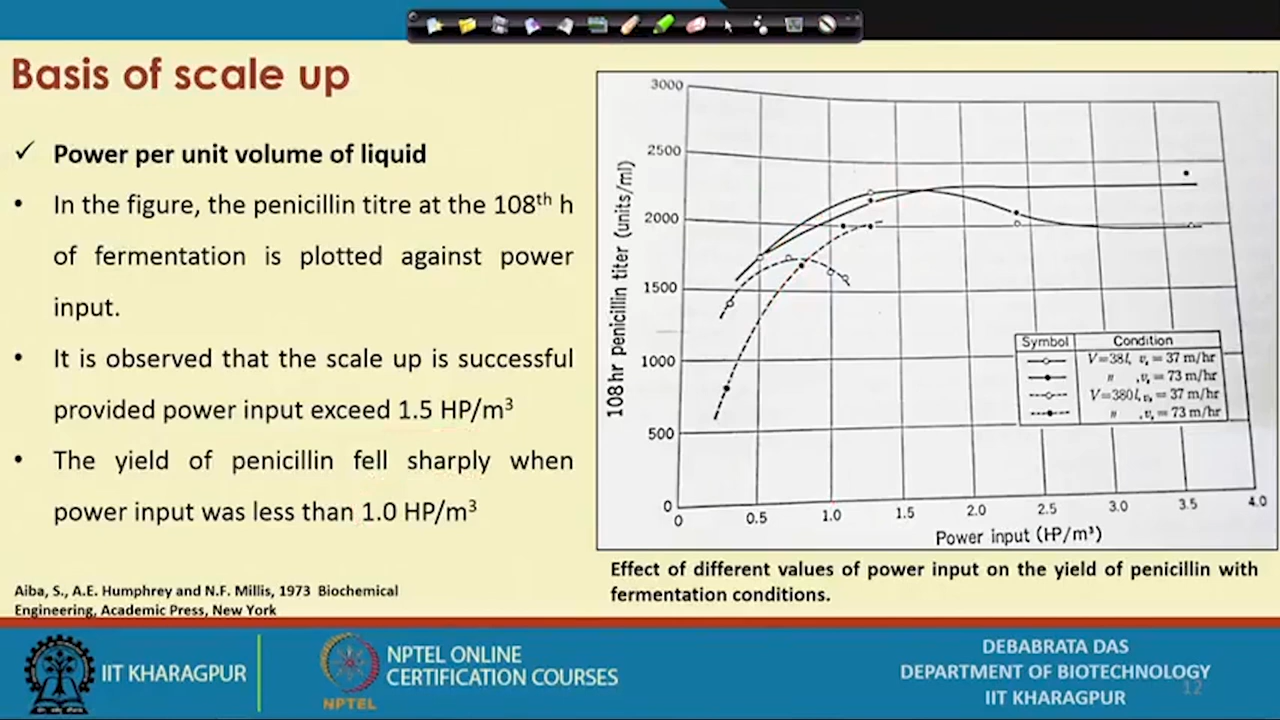 Basis of scale up
✓ Power per unit volume of liquid
• In the figure, the penicillin titre at the 108th h
of fermentation is plotted against power
input.
• It is observed that the scale up is successful
provided power input exceed 1.5 HP/m³
• The yield of penicillin fell sharply when
power input was less than 1.0 HP/m³
Aiba, S., A.E. Humphrey and N.F. Millis, 1973 Biochemical
Engineering, Academic Press, New York
108 hr penicillin titer (units/ml)
3000
2500
2000
1500
1000
500
0
0 0.5 1.0 1.5 2.0 2.5 3.0 3.5 4.0
Power input (HP/m³)
Symbol Condition
V=38l, vs = 37 m/hr
〃 , vs = 73 m/hr
V=380l, vs = 37 m/hr
〃 , vs = 73 m/hr
Effect of different values of power input on the yield of penicillin with
fermentation conditions.
IIT KHARAGPUR
NPTEL
NPTEL ONLINE
CERTIFICATION COURSES
DEBABRATA DAS
DEPARTMENT OF BIOTECHNOLOGY
IIT KHARAGPUR
12